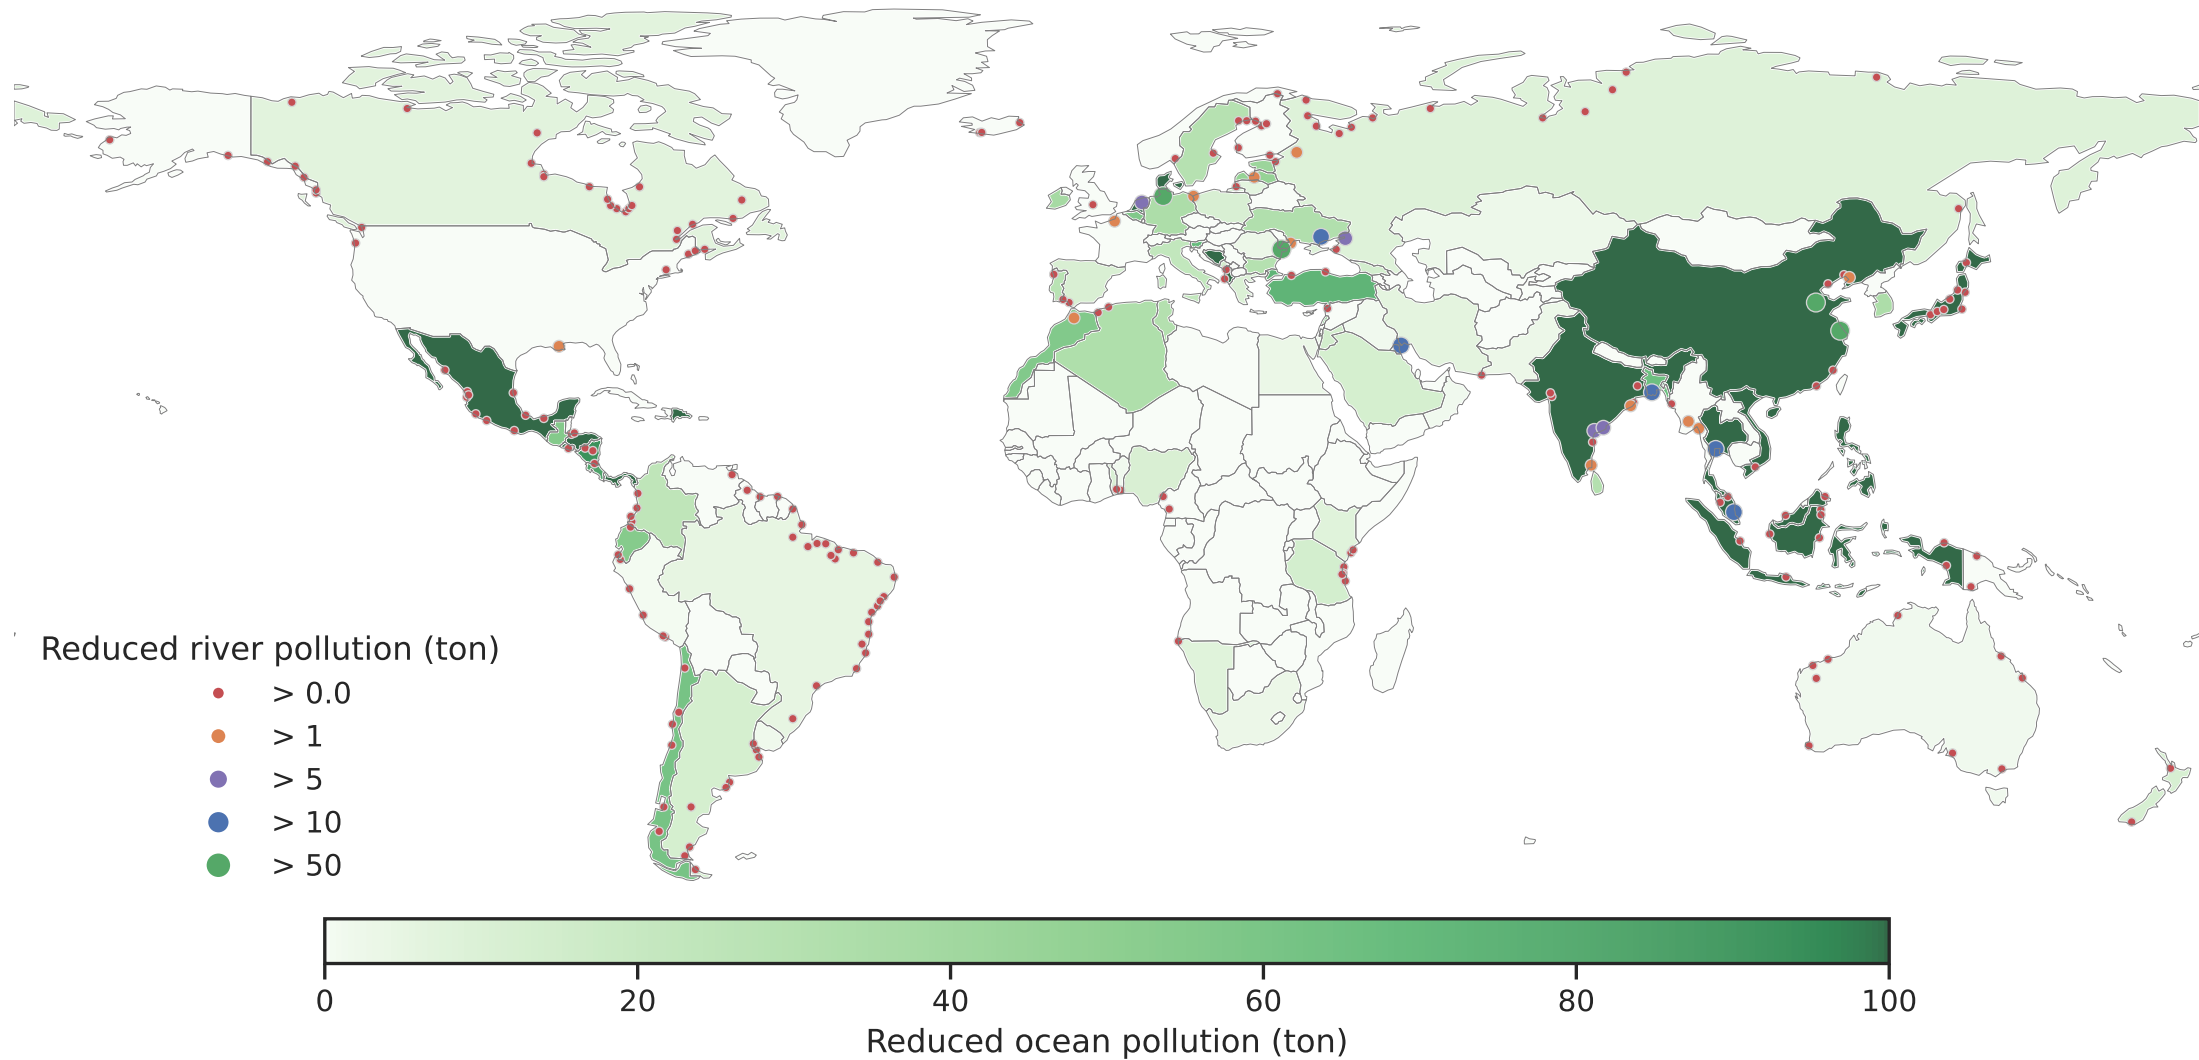 Reduced river pollution (ton)
> 0.0
> 1
> 5
> 10
> 50
0 20 40 60 80 100
Reduced ocean pollution (ton)